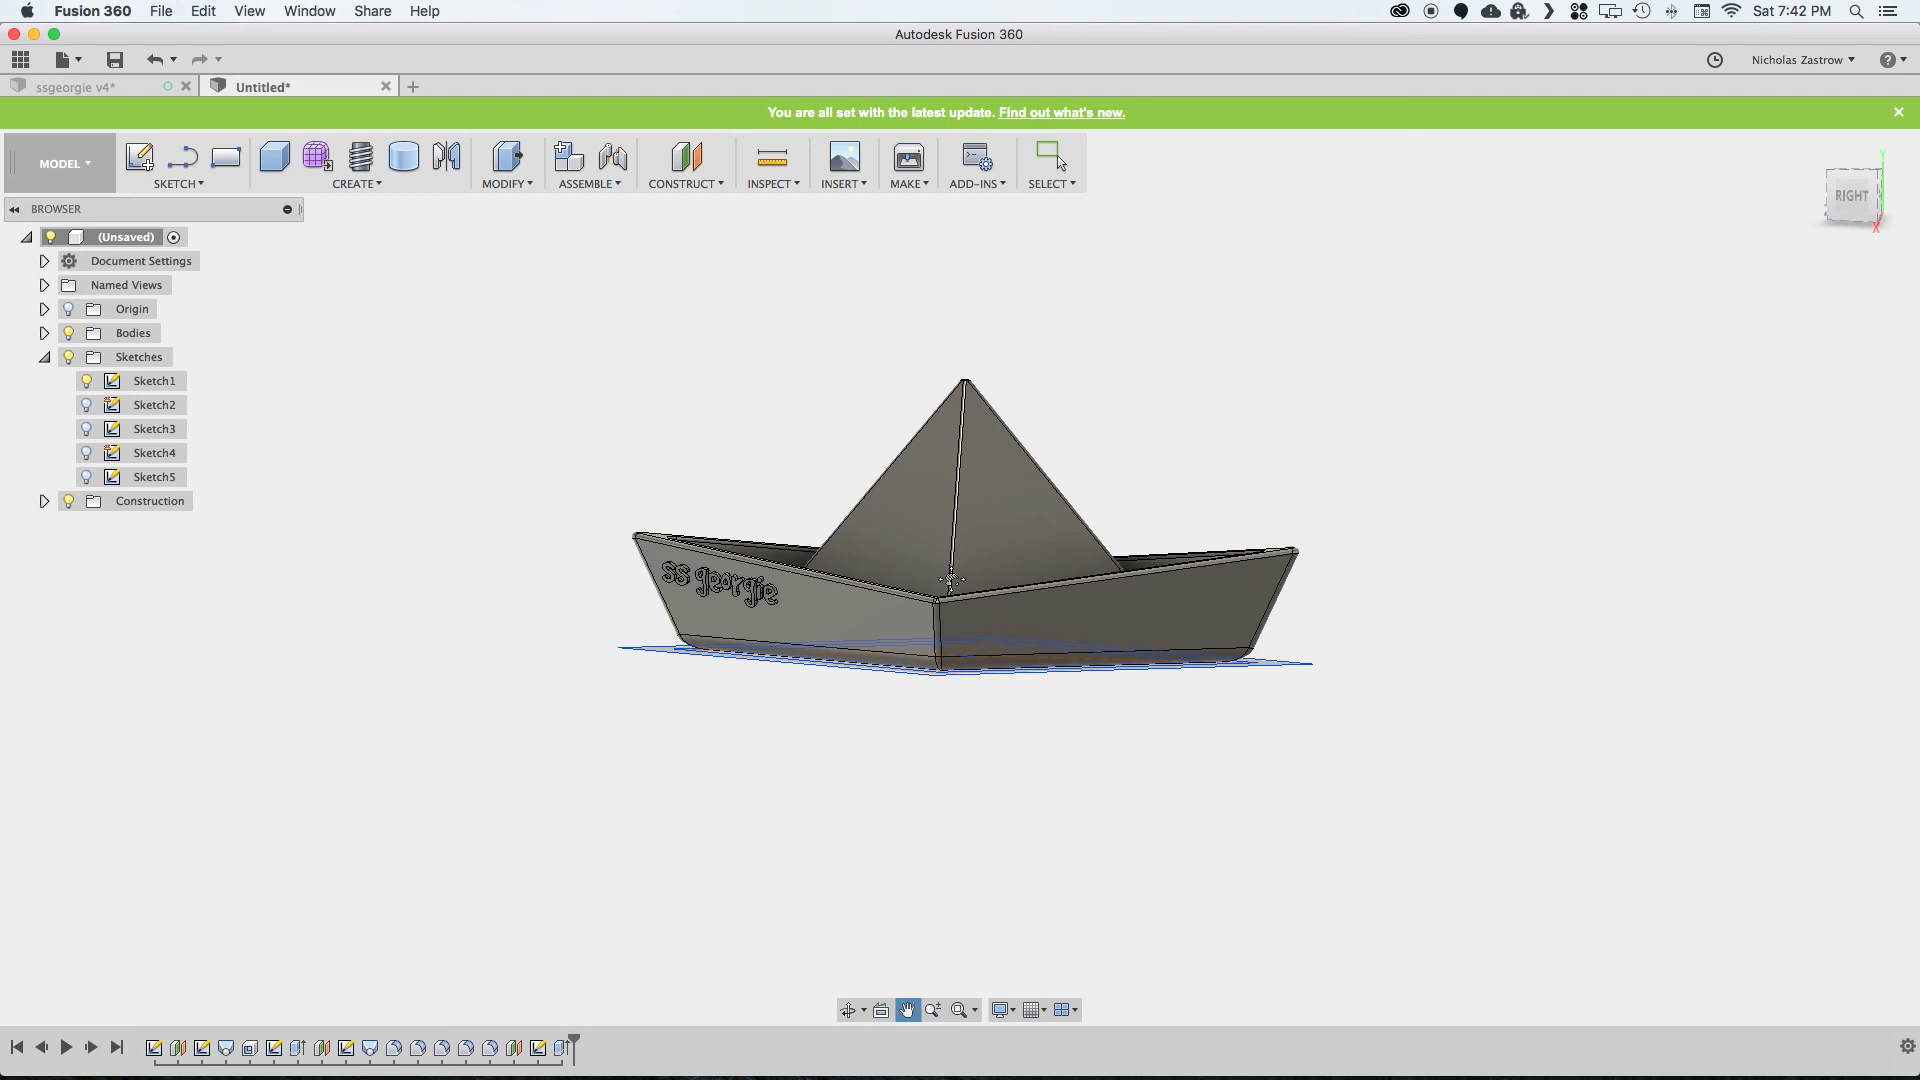 Fusion 360 File Edit View Window Share Help Sat 7:42 PM
Autodesk Fusion 360
Nicholas Zastrow
ssgeorgie v4* Untitled*
You are all set with the latest update. Find out what's new.
MODEL SKETCH CREATE MODIFY ASSEMBLE CONSTRUCT INSPECT INSERT MAKE ADD-INS SELECT
BROWSER
(Unsaved)
Document Settings
Named Views
Origin
Bodies
Sketches
Sketch1
Sketch2
Sketch3
Sketch4
Sketch5
Construction
Y
RIGHT
X
ss georgie